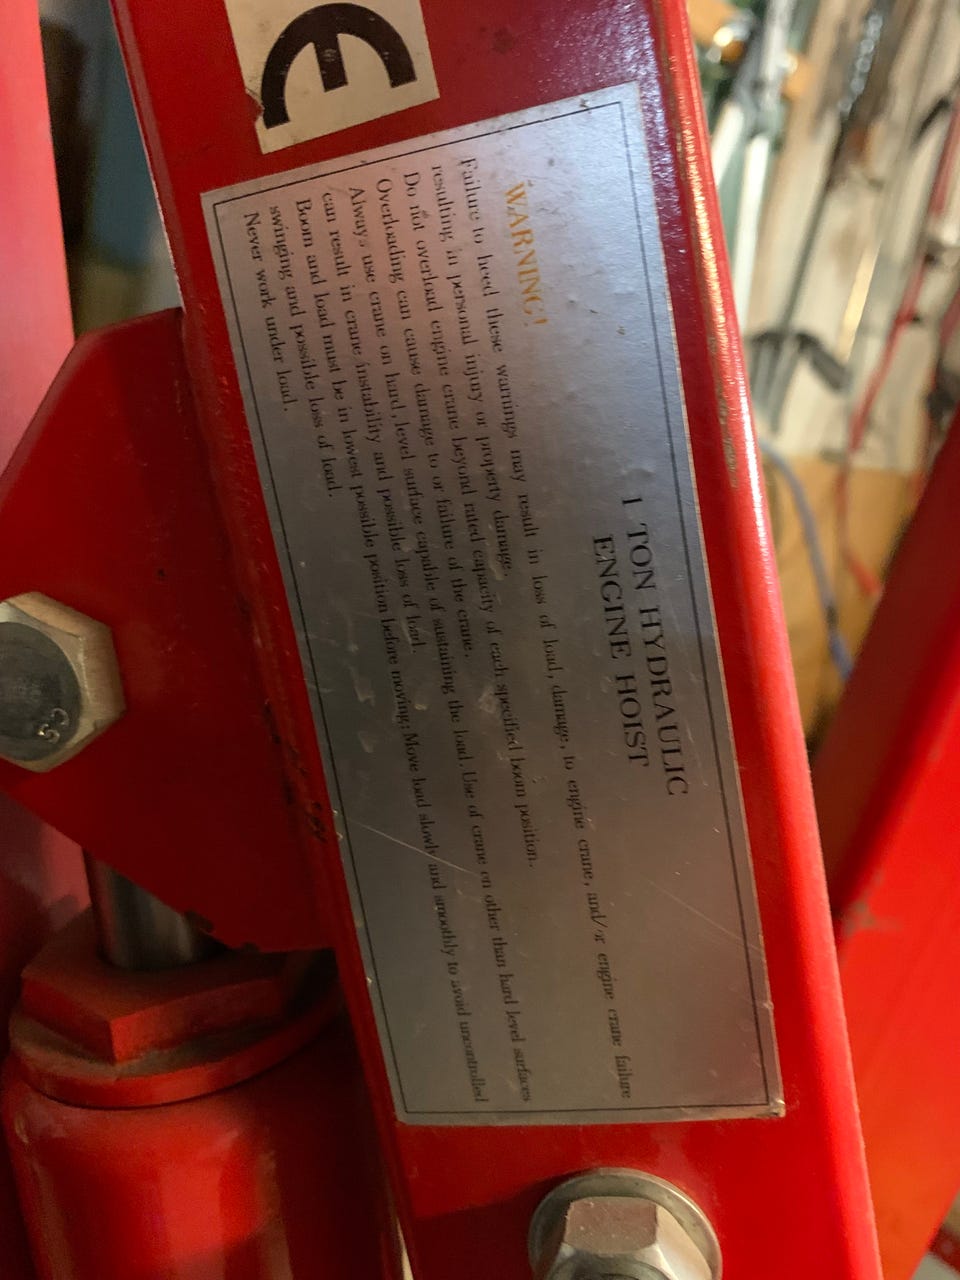 CE
1 TON HYDRAULIC
ENGINE HOIST
WARNING!
Failure to heed these warnings may result in loss of load, damage, to engine crane, and/or engine crane failure
resulting in personal injury or property damage.
Do not overload engine crane beyond rated capacity of each specified boom position.
Overloading can cause damage to or failure of the crane.
Always use crane on hard, level surface capable of sustaining the load. Use of crane on other than hard level surfaces
can result in crane instability and possible loss of load.
Boom and load must be in lowest possible position before moving; Move load slowly and smoothly to avoid uncontrolled
swinging and possible loss of load.
Never work under load.